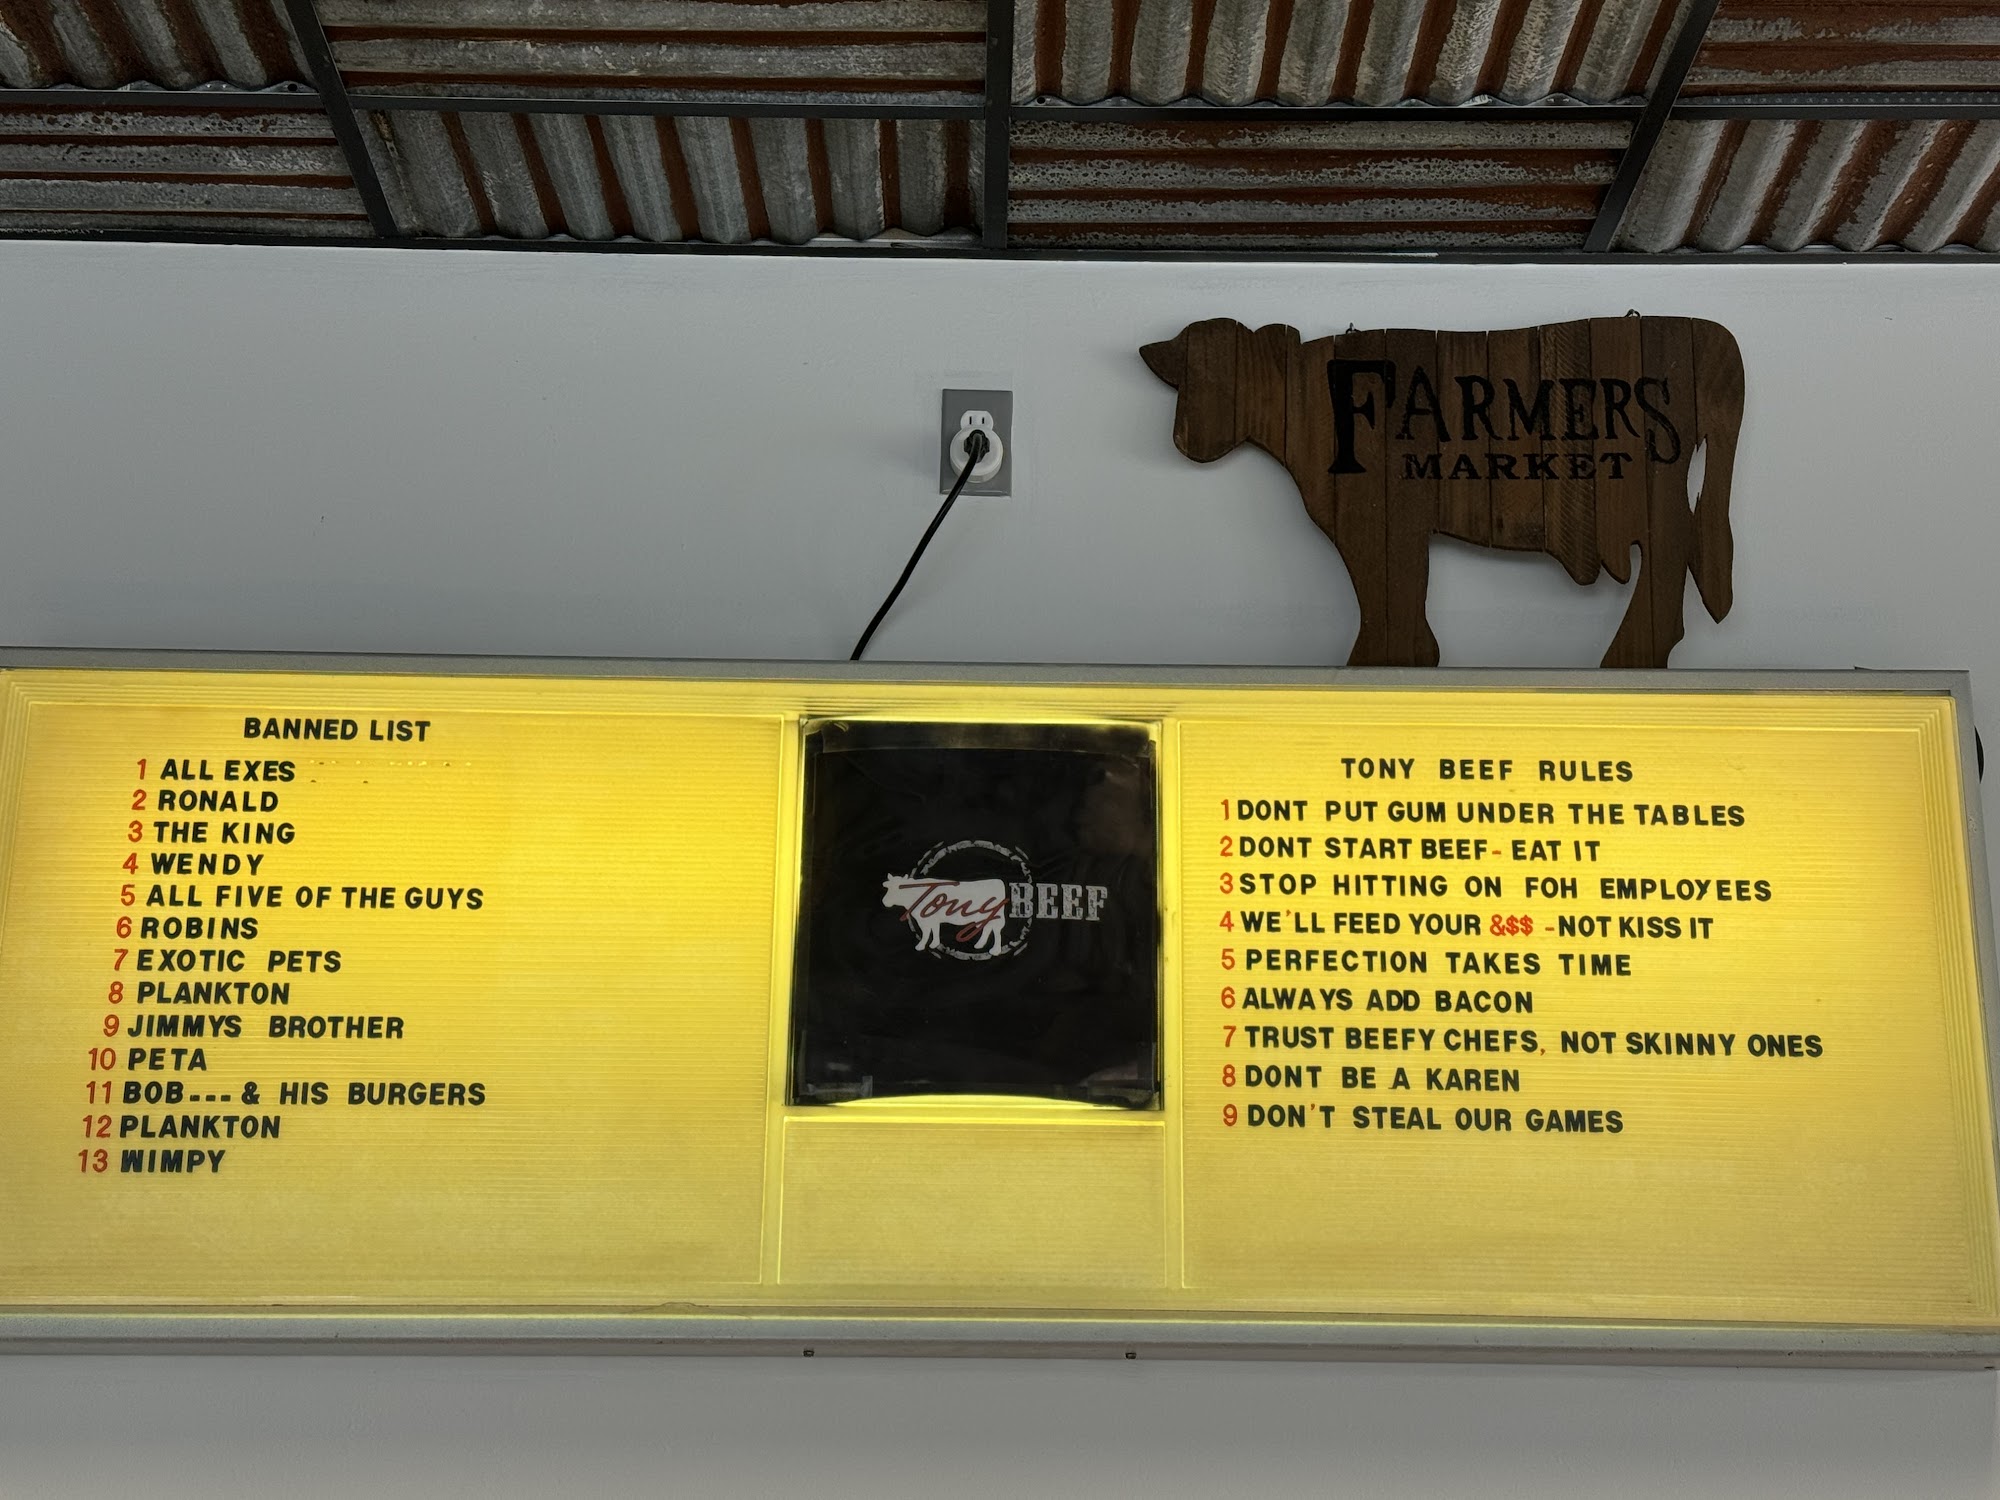 FARMERS
MARKET
BANNED LIST
1 ALL EXES
2 RONALD
3 THE KING
4 WENDY
5 ALL FIVE OF THE GUYS
6 ROBINS
7 EXOTIC PETS
8 PLANKTON
9 JIMMYS BROTHER
10 PETA
11 BOB---& HIS BURGERS
12 PLANKTON
13 WIMPY
Tony BEEF
TONY BEEF RULES
1 DONT PUT GUM UNDER THE TABLES
2 DONT START BEEF- EAT IT
3 STOP HITTING ON FOH EMPLOYEES
4 WE'LL FEED YOUR &$$ -NOT KISS IT
5 PERFECTION TAKES TIME
6 ALWAYS ADD BACON
7 TRUST BEEFY CHEFS, NOT SKINNY ONES
8 DONT BE A KAREN
9 DON'T STEAL OUR GAMES